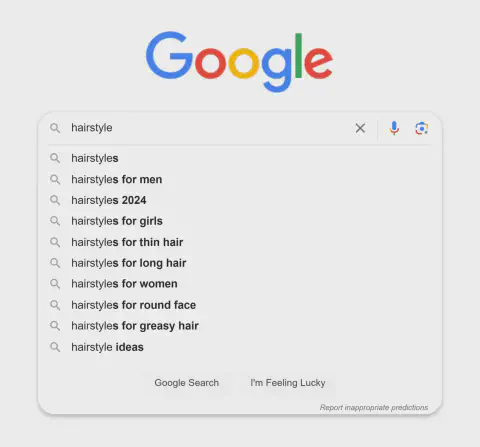 Google
hairstyle
hairstyles
hairstyles for men
hairstyles 2024
hairstyles for girls
hairstyles for thin hair
hairstyles for long hair
hairstyles for women
hairstyles for round face
hairstyles for greasy hair
hairstyle ideas
Google Search I'm Feeling Lucky
Report inappropriate predictions